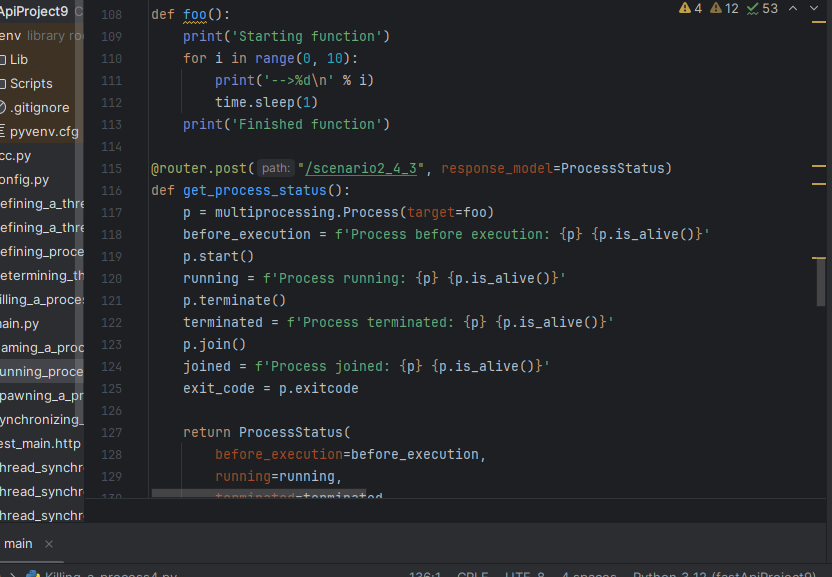 ApiProject9 C
env library ro
Lib
Scripts
.gitignore
pyvenv.cfg
cc.py
onfig.py
efining_a_thre
efining_a_thre
efining_proce
etermining_th
illing_a_proces
ain.py
aming_a_proc
unning_proce
pawning_a_pr
ynchronizing_
est_main.http
hread_synchr
hread_synchr
hread_synchr
4 12 53
108 def foo():
109 print('Starting function')
110 for i in range(0, 10):
111 print('-->%d\n' % i)
112 time.sleep(1)
113 print('Finished function')
114
115 @router.post( path: "/scenario2_4_3", response_model=ProcessStatus)
116 def get_process_status():
117 p = multiprocessing.Process(target=foo)
118 before_execution = f'Process before execution: {p} {p.is_alive()}'
119 p.start()
120 running = f'Process running: {p} {p.is_alive()}'
121 p.terminate()
122 terminated = f'Process terminated: {p} {p.is_alive()}'
123 p.join()
124 joined = f'Process joined: {p} {p.is_alive()}'
125 exit_code = p.exitcode
126
127 return ProcessStatus(
128 before_execution=before_execution,
129 running=running,
130 terminated=terminated
main ×
Killing_a_process4.py 136:1 CRLF UTF-8 4 spaces Python 3.12 (fastApiProject9)